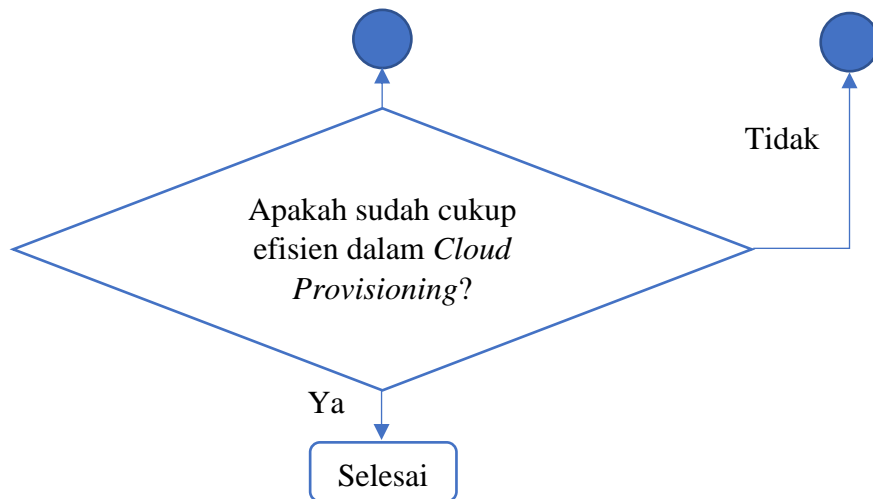 Tidak
Apakah sudah cukup
efisien dalam Cloud
Provisioning?
Ya
Selesai